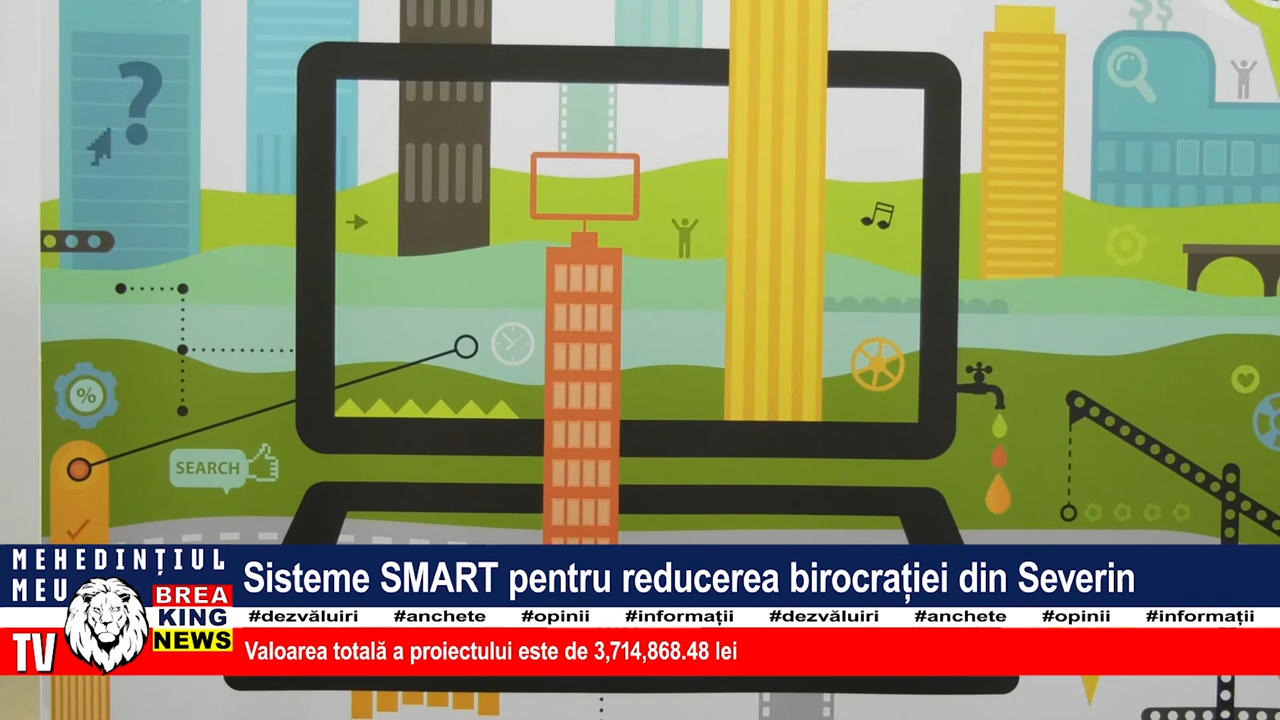 $$
?
%
SEARCH
MEHEDINȚIUL
MEU
TV
BREA
KING
NEWS
Sisteme SMART pentru reducerea birocrației din Severin
#dezvăluiri #anchete #opinii #informații #dezvăluiri #anchete #opinii #informații
Valoarea totală a proiectului este de 3,714,868.48 lei